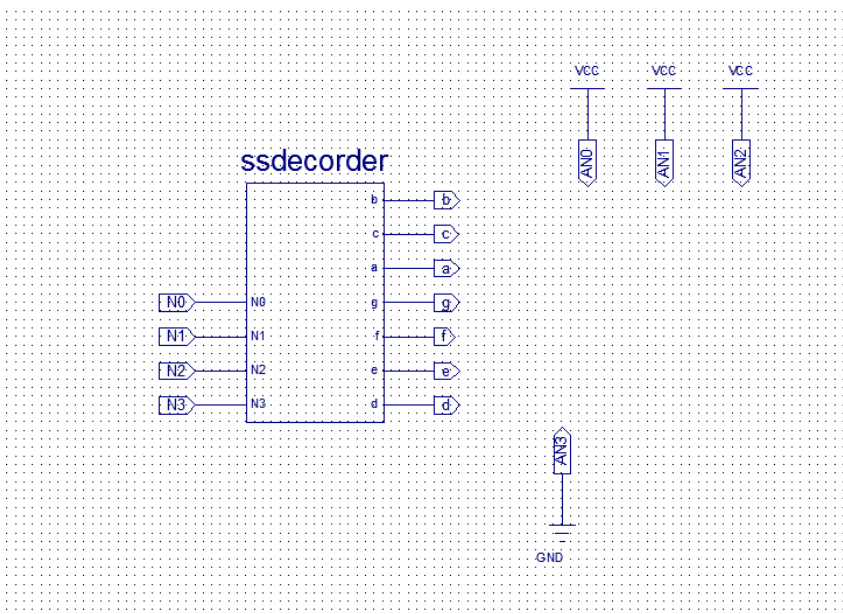 VCC VCC VCC
AN0 AN1 AN2
ssdecorder
b b
c c
a a
N0 N0 g g
N1 N1 f f
N2 N2 e e
N3 N3 d d
AN3
GND